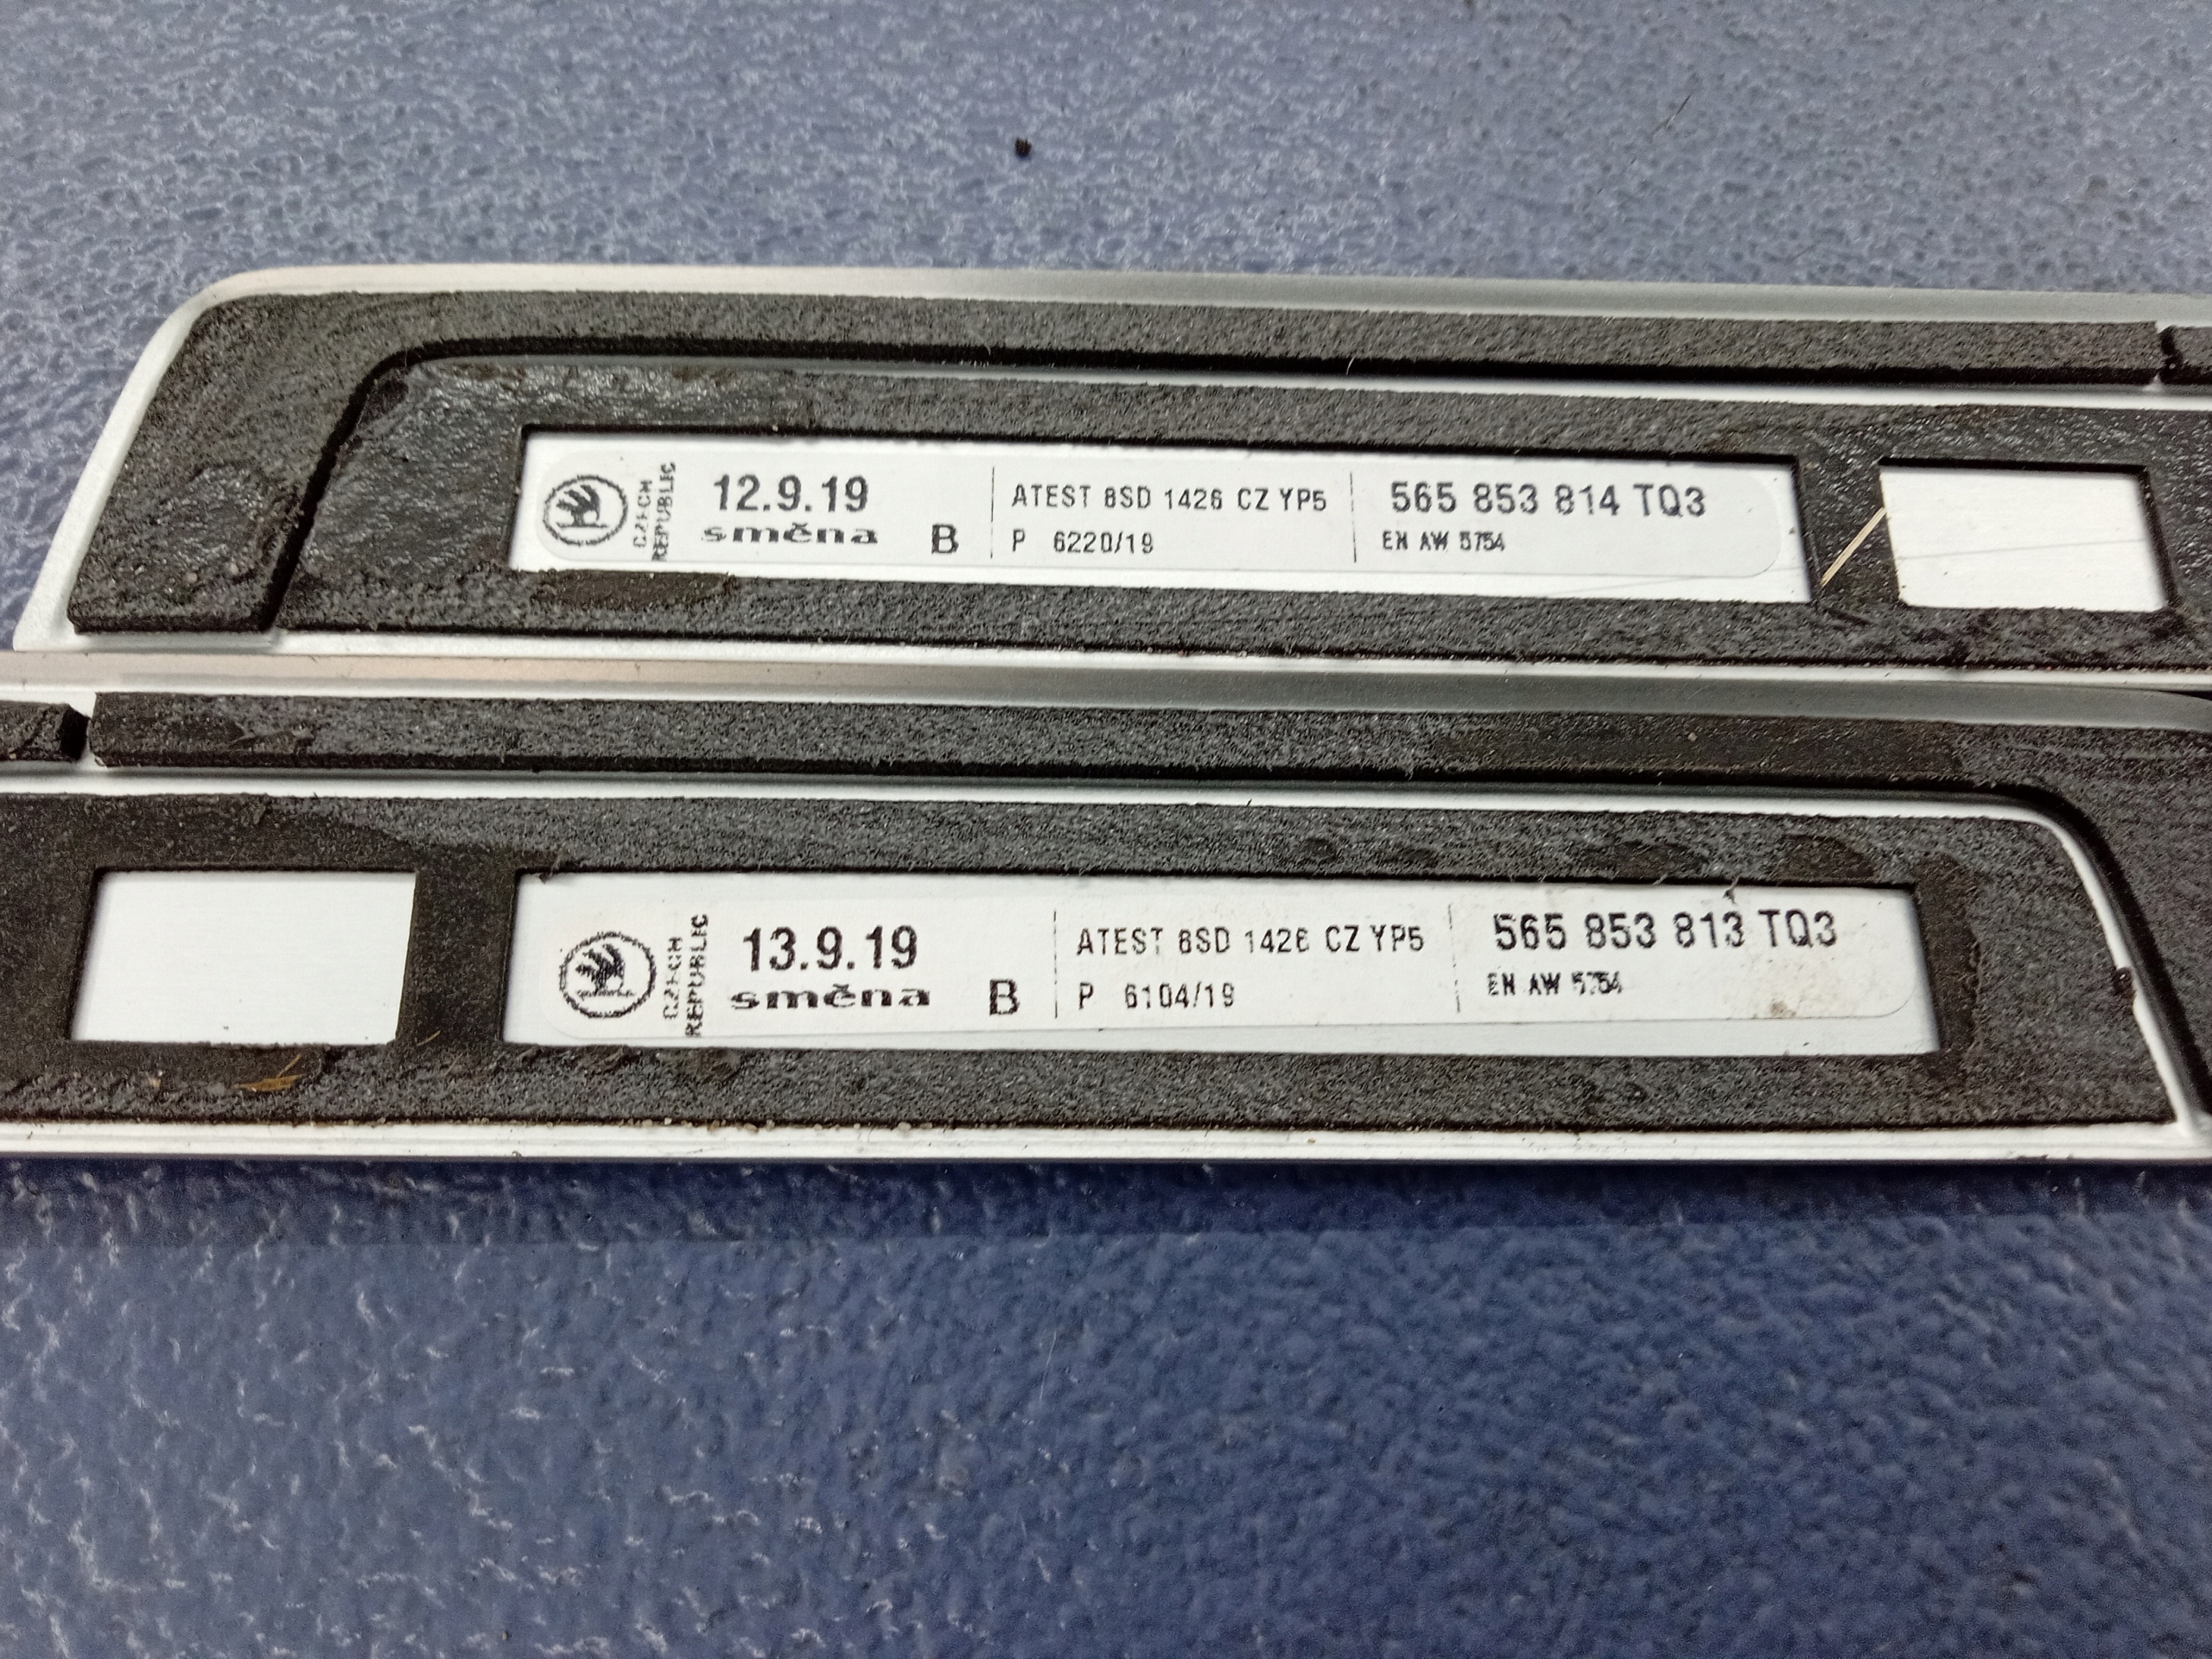 CZECH
REPUBLIC
12.9.19
směna B
ATEST 8SD 1426 CZ YP5
P 6220/19
565 853 814 TQ3
EN AW 5754
CZECH
REPUBLIC
13.9.19
směna B
ATEST 8SD 1426 CZ YP5
P 6104/19
565 853 813 TQ3
EN AW 5754